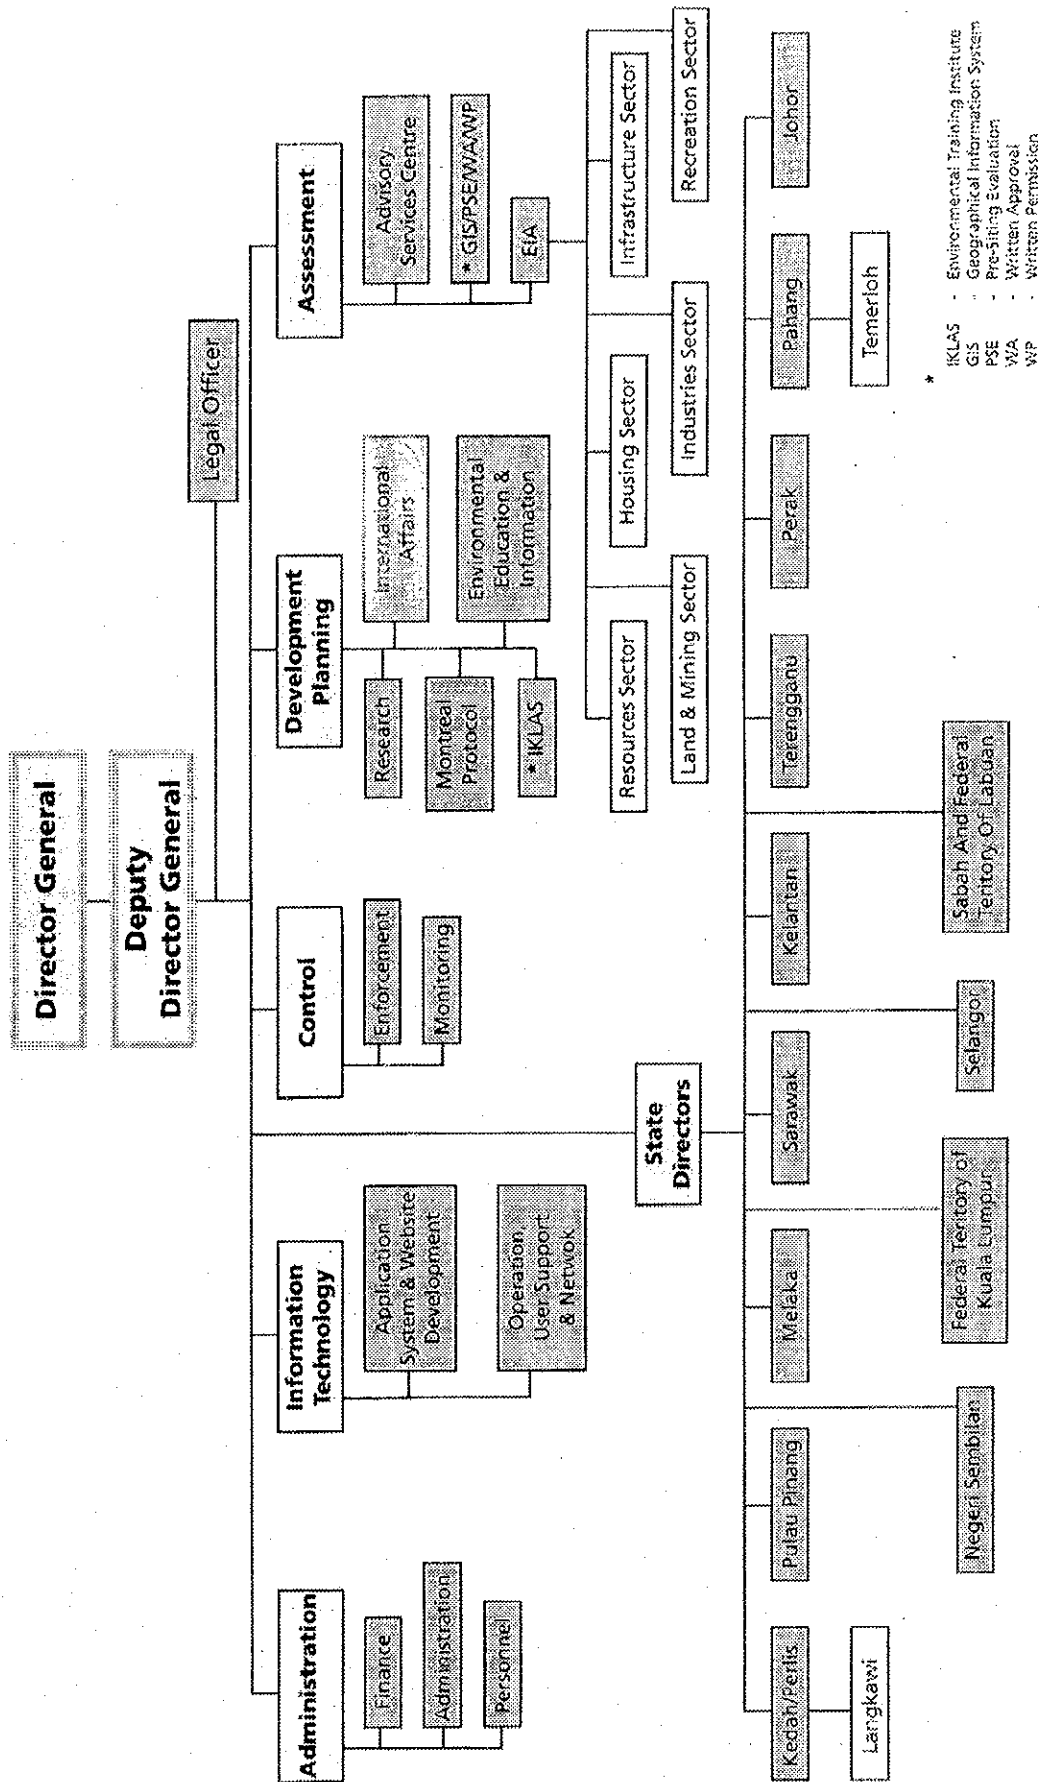 Director General
Deputy
Director General
Legal Officer
Administration
Finance
Administration
Personnel
Information
Technology
Application
System & Website
Development
Operation,
User Support
& Netwok
Control
Enforcement
Monitoring
Development
Planning
Research
International
Affairs
Montreal
Protocol
Environmental
Education &
Information
* IKLAS
Assessment
Advisory
Services Centre
* GIS/PSE/WA/WP
EIA
Resources Sector
Housing Sector
Infrastructure Sector
Land & Mining Sector
Industries Sector
Recreation Sector
State
Directors
Kedah/Perlis
Pulau Pinang
Melaka
Sarawak
Kelantan
Terengganu
Perak
Pahang
Johor
Langkawi
Temerloh
Negeri Sembilan
Federal Teritory of
Kuala Lumpur
Selangor
Sabah And Federal
Teritory Of Labuan
*
IKLAS - Environmental Training Institute
GIS - Geographical Information System
PSE - Pre-Siting Evaluation
WA - Written Approval
WP - Written Permission